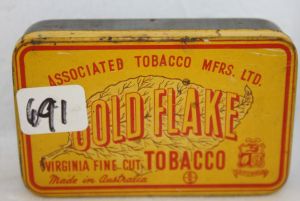 ASSOCIATED TOBACCO MFRS. LTD.
691
GOLD FLAKE
VIRGINIA FINE CUT TOBACCO
Made in Australia